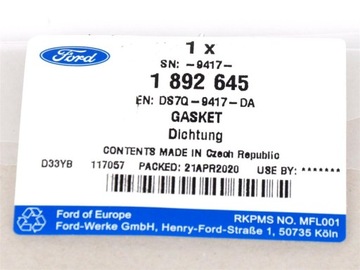 1 x
Ford
SN: -9417-
1 892 645
EN: DS7Q-9417-DA
GASKET
Dichtung
CONTENTS MADE IN Czech Republic
D33YB 117057 PACKED: 21APR2020 USE BY: *******
Ford of Europe RKPMS NO. MFL001
Ford-Werke GmbH, Henry-Ford-Straße 1, 50735 Köln